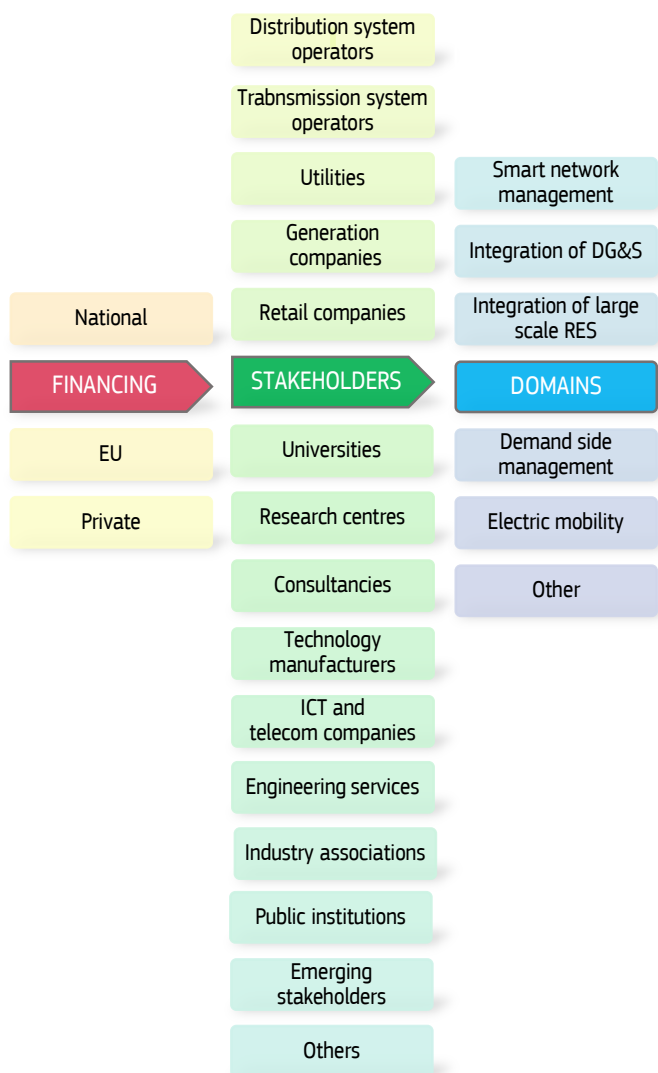 Distribution system
operators
Trabnsmission system
operators
Utilities
Generation
companies
Retail companies
STAKEHOLDERS
Universities
Research centres
Consultancies
Technology
manufacturers
ICT and
telecom companies
Engineering services
Industry associations
Public institutions
Emerging
stakeholders
Others
National
FINANCING
EU
Private
Smart network
management
Integration of DG&S
Integration of large
scale RES
DOMAINS
Demand side
management
Electric mobility
Other